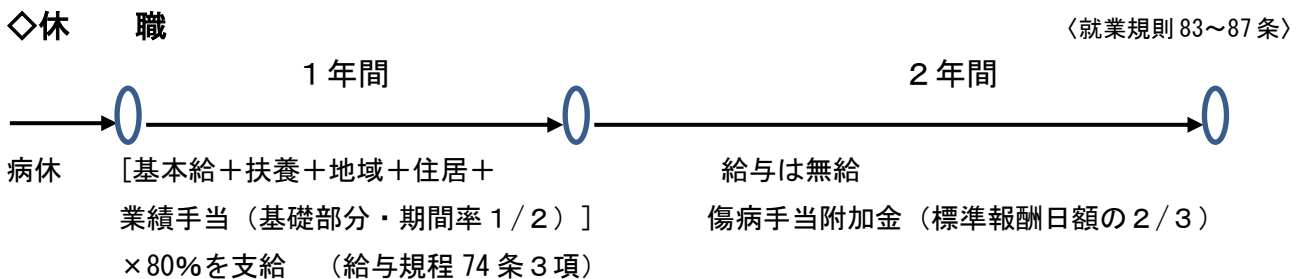 ◇休　　職　　〈就業規則 83～87 条〉
１年間　　２年間
病休　　［基本給＋扶養＋地域＋住居＋　　給与は無給
業績手当（基礎部分・期間率１/２）］　　傷病手当附加金（標準報酬日額の２/３）
×80%を支給　（給与規程 74 条３項）